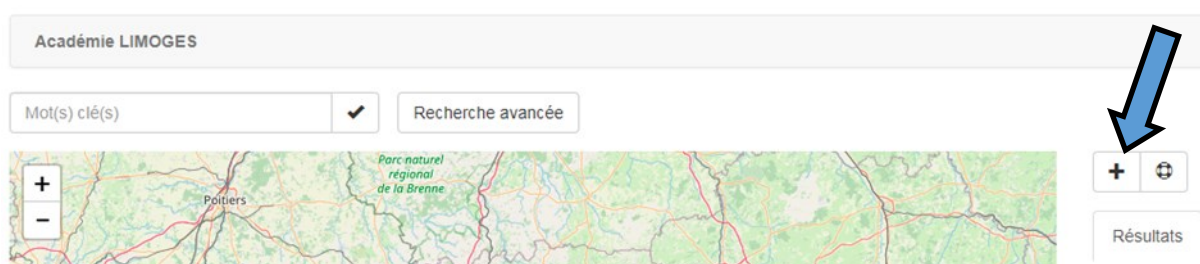 Académie LIMOGES
Mot(s) clé(s)
Recherche avancée
Parc naturel
régional
de la Brenne
+
Poitiers
−
+
Résultats